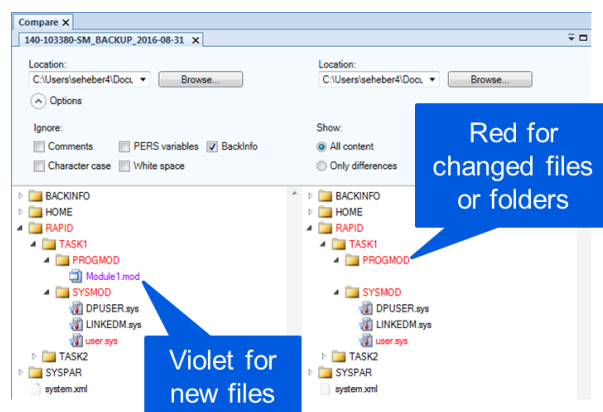 Compare X
140-103380-SM_BACKUP_2016-08-31 X
Location:
C:\Users\seheber4\Docu
Browse...
Options
Ignore:
Comments
PERS variables
BackInfo
Character case
White space
Location:
C:\Users\seheber4\Docu
Browse...
Show:
All content
Only differences
BACKINFO
HOME
RAPID
TASK1
PROGMOD
Module1.mod
SYSMOD
DPUSER.sys
LINKEDM.sys
user.sys
TASK2
SYSPAR
system.xml
BACKINFO
HOME
RAPID
TASK1
PROGMOD
SYSMOD
DPUSER.sys
LINKEDM.sys
user.sys
TASK2
SYSPAR
system.xml
Red for
changed files
or folders
Violet for
new files